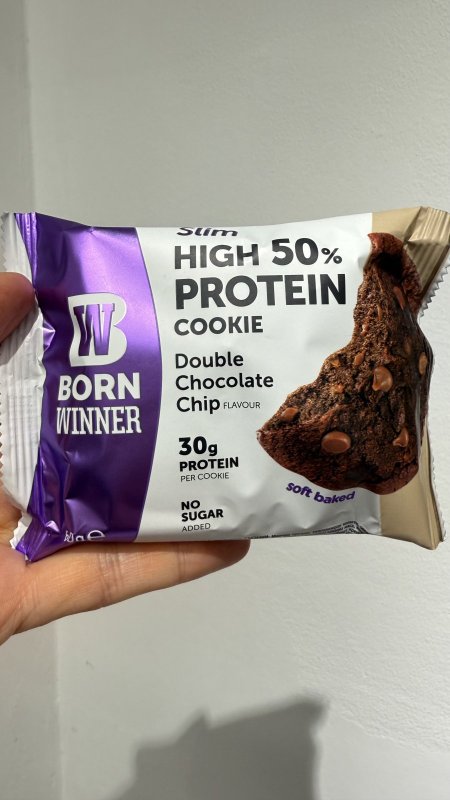 Slim
HIGH 50%
PROTEIN
COOKIE
Double
Chocolate
Chip FLAVOUR
30g
PROTEIN
PER COOKIE
NO
SUGAR
ADDED
soft baked
W B
BORN
WINNER